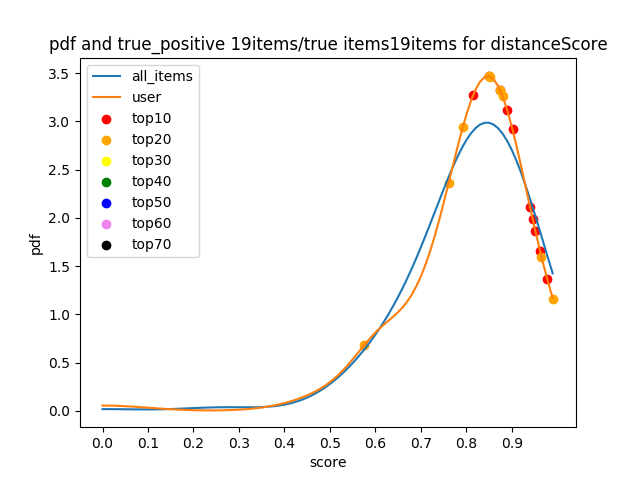 pdf and true_positive 19items/true items19items for distanceScore
all_items
user
top10
top20
top30
top40
top50
top60
top70
3.5
3.0
2.5
2.0
1.5
1.0
0.5
0.0
pdf
0.0 0.1 0.2 0.3 0.4 0.5 0.6 0.7 0.8 0.9
score